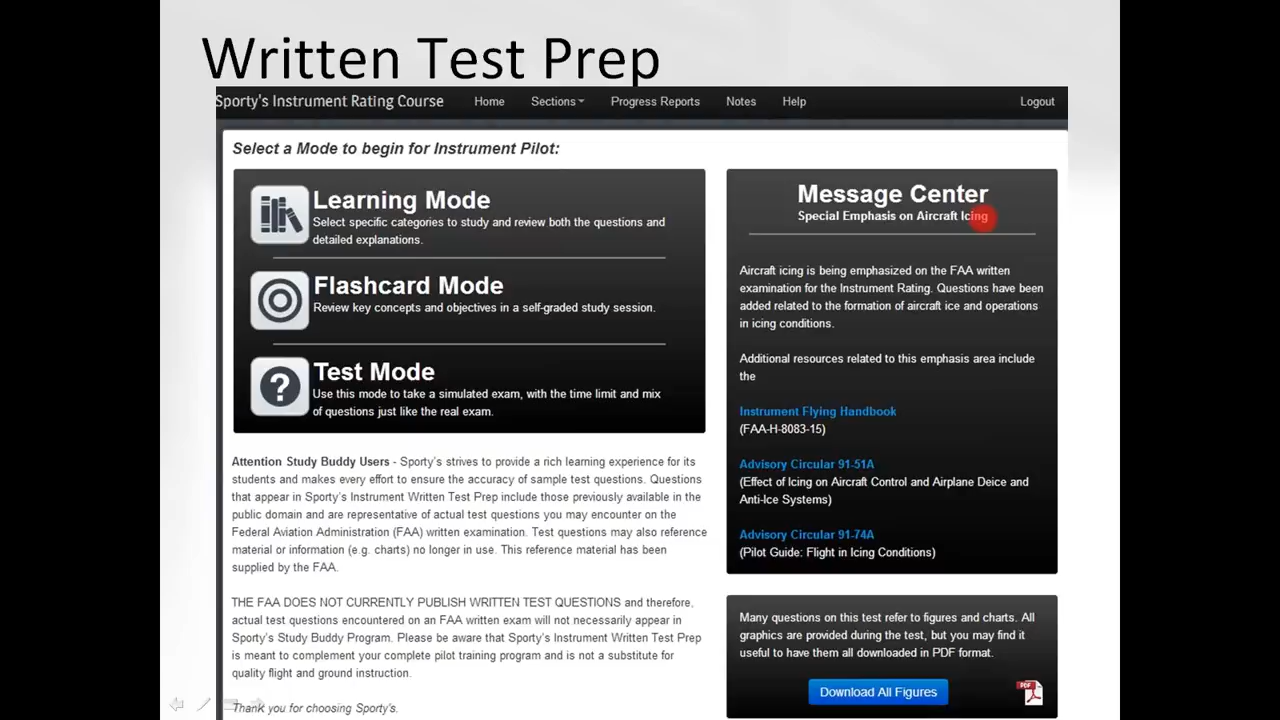 Written Test Prep
Sporty's Instrument Rating Course Home Sections Progress Reports Notes Help Logout
Select a Mode to begin for Instrument Pilot:
Learning Mode
Select specific categories to study and review both the questions and
detailed explanations.
Flashcard Mode
Review key concepts and objectives in a self-graded study session.
Test Mode
Use this mode to take a simulated exam, with the time limit and mix
of questions just like the real exam.
Attention Study Buddy Users - Sporty's strives to provide a rich learning experience for its
students and makes every effort to ensure the accuracy of sample test questions. Questions
that appear in Sporty's Instrument Written Test Prep include those previously available in the
public domain and are representative of actual test questions you may encounter on the
Federal Aviation Administration (FAA) written examination. Test questions may also reference
material or information (e.g. charts) no longer in use. This reference material has been
supplied by the FAA.
THE FAA DOES NOT CURRENTLY PUBLISH WRITTEN TEST QUESTIONS and therefore,
actual test questions encountered on an FAA written exam will not necessarily appear in
Sporty's Study Buddy Program. Please be aware that Sporty's Instrument Written Test Prep
is meant to complement your complete pilot training program and is not a substitute for
quality flight and ground instruction.
Thank you for choosing Sporty's.
Message Center
Special Emphasis on Aircraft Icing
Aircraft icing is being emphasized on the FAA written
examination for the Instrument Rating. Questions have been
added related to the formation of aircraft ice and operations
in icing conditions.
Additional resources related to this emphasis area include
the
Instrument Flying Handbook
(FAA-H-8083-15)
Advisory Circular 91-51A
(Effect of Icing on Aircraft Control and Airplane Deice and
Anti-Ice Systems)
Advisory Circular 91-74A
(Pilot Guide: Flight in Icing Conditions)
Many questions on this test refer to figures and charts. All
graphics are provided during the test, but you may find it
useful to have them all downloaded in PDF format.
Download All Figures
PDF